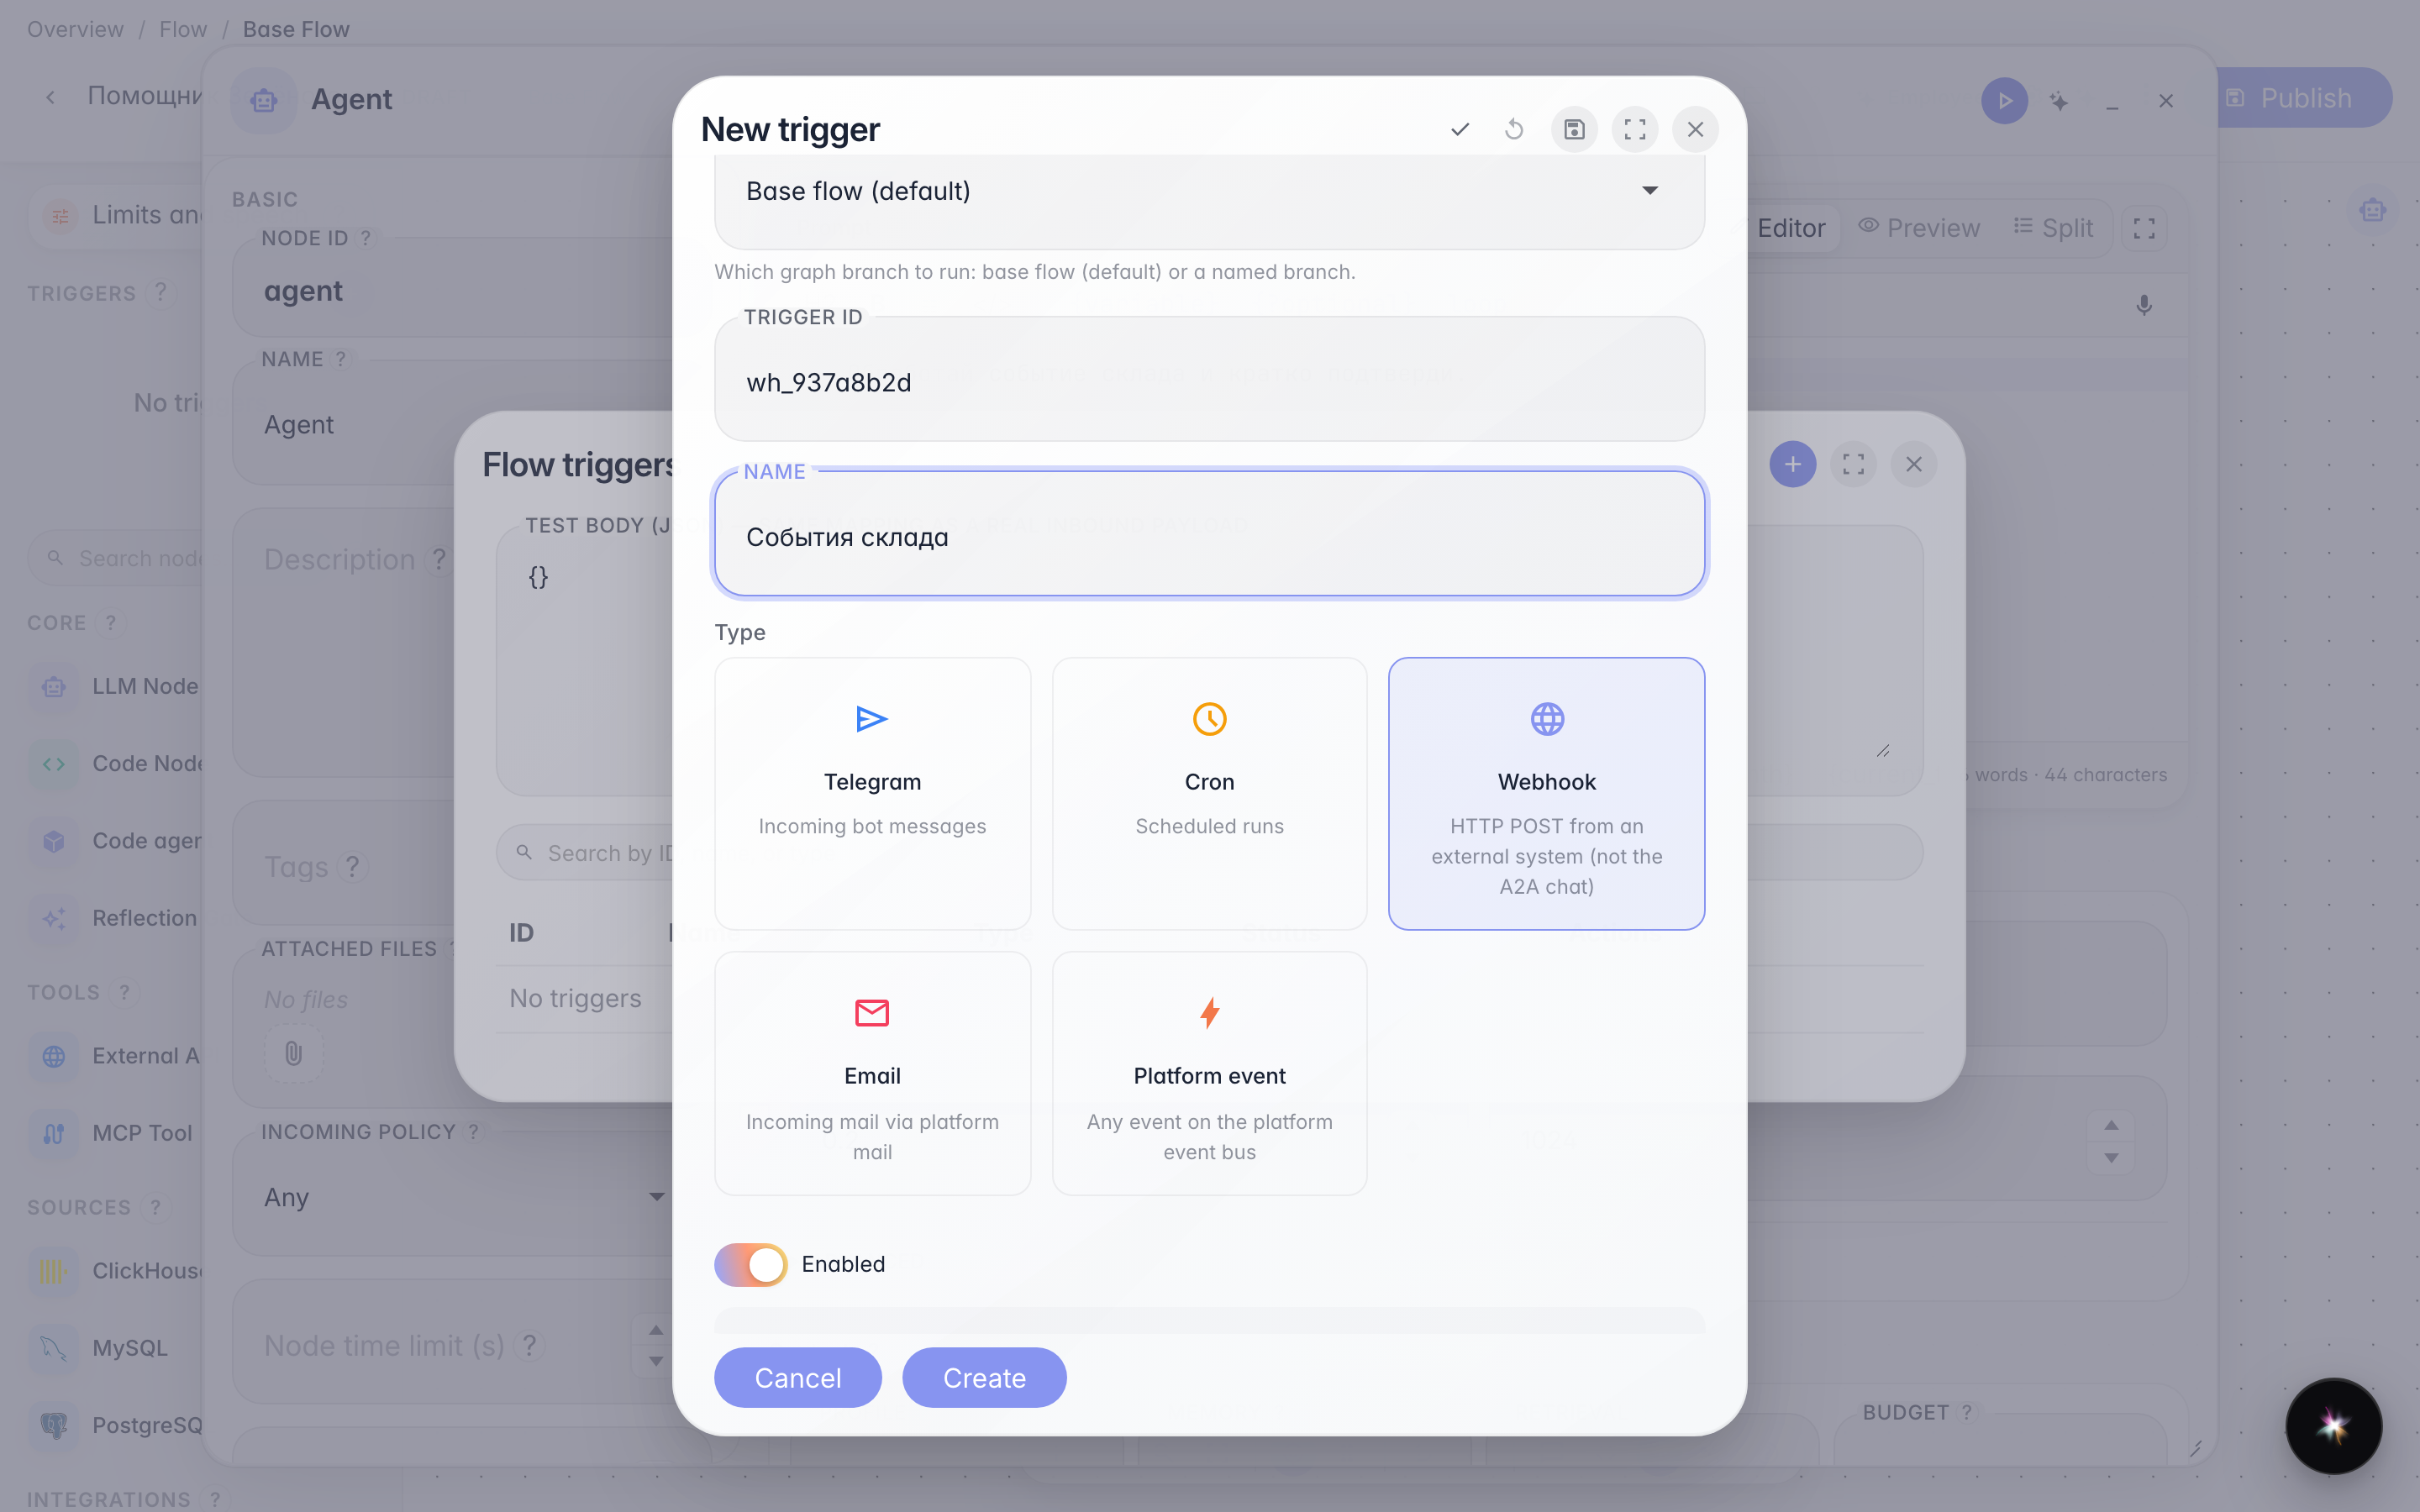 Overview / Flow / Base Flow
Помощни
Agent
Publish
New trigger
Limits an
TRIGGERS ?
No tri
Search nod
CORE ?
LLM Node
Code Node
Code agen
Reflection
TOOLS ?
External A
MCP Tool
SOURCES ?
ClickHous
MySQL
PostgreSQ
INTEGRATIONS ?
BASIC
NODE ID ?
agent
NAME ?
Agent
Description ?
Tags ?
ATTACHED FILES ?
No files
INCOMING POLICY ?
Any
Node time limit (s) ?
Editor
Preview
Split
words · 44 characters
BUDGET ?
Flow triggers
TEST BODY (J
{}
Search by ID
ID
No triggers
Base flow (default)
Which graph branch to run: base flow (default) or a named branch.
TRIGGER ID
wh_937a8b2d
NAME
События склада
Type
Telegram
Incoming bot messages
Cron
Scheduled runs
Webhook
HTTP POST from an
external system (not the
A2A chat)
Email
Incoming mail via platform
mail
Platform event
Any event on the platform
event bus
Enabled
Cancel
Create